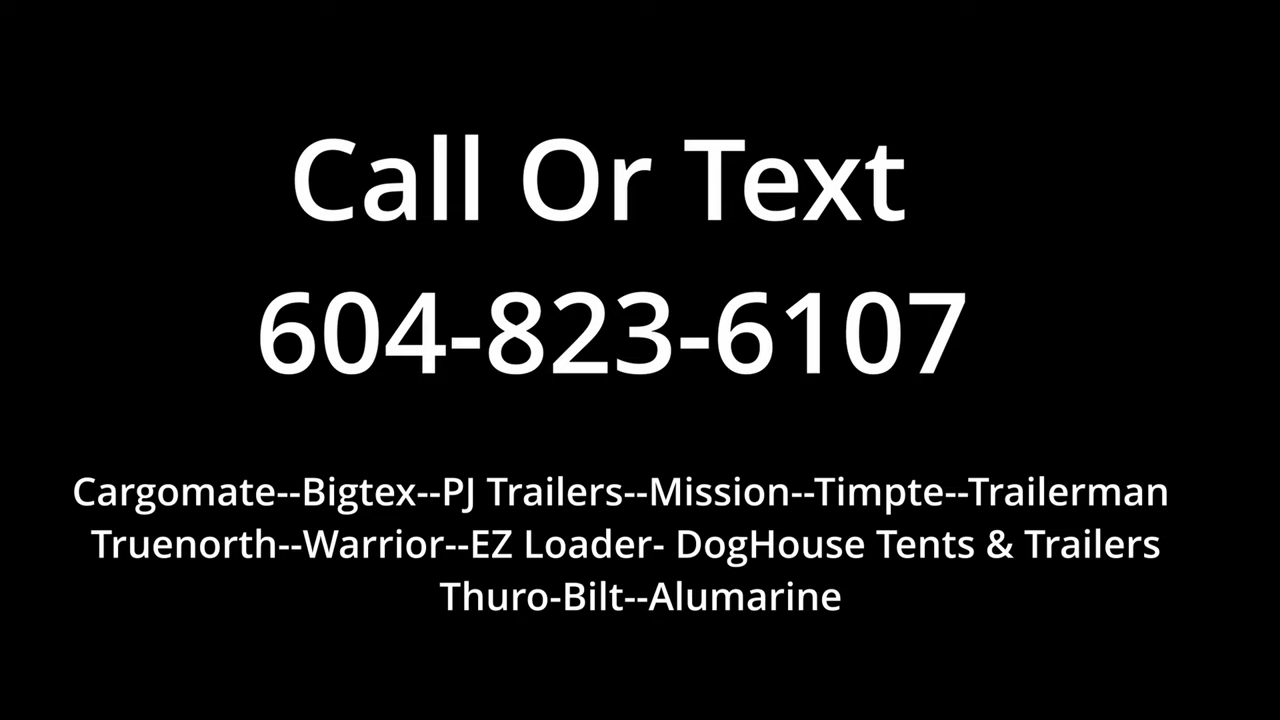 Call Or Text
604-823-6107
Cargomate--Bigtex--PJ Trailers--Mission--Timpte--Trailerman
Truenorth--Warrior--EZ Loader- DogHouse Tents & Trailers
Thuro-Bilt--Alumarine